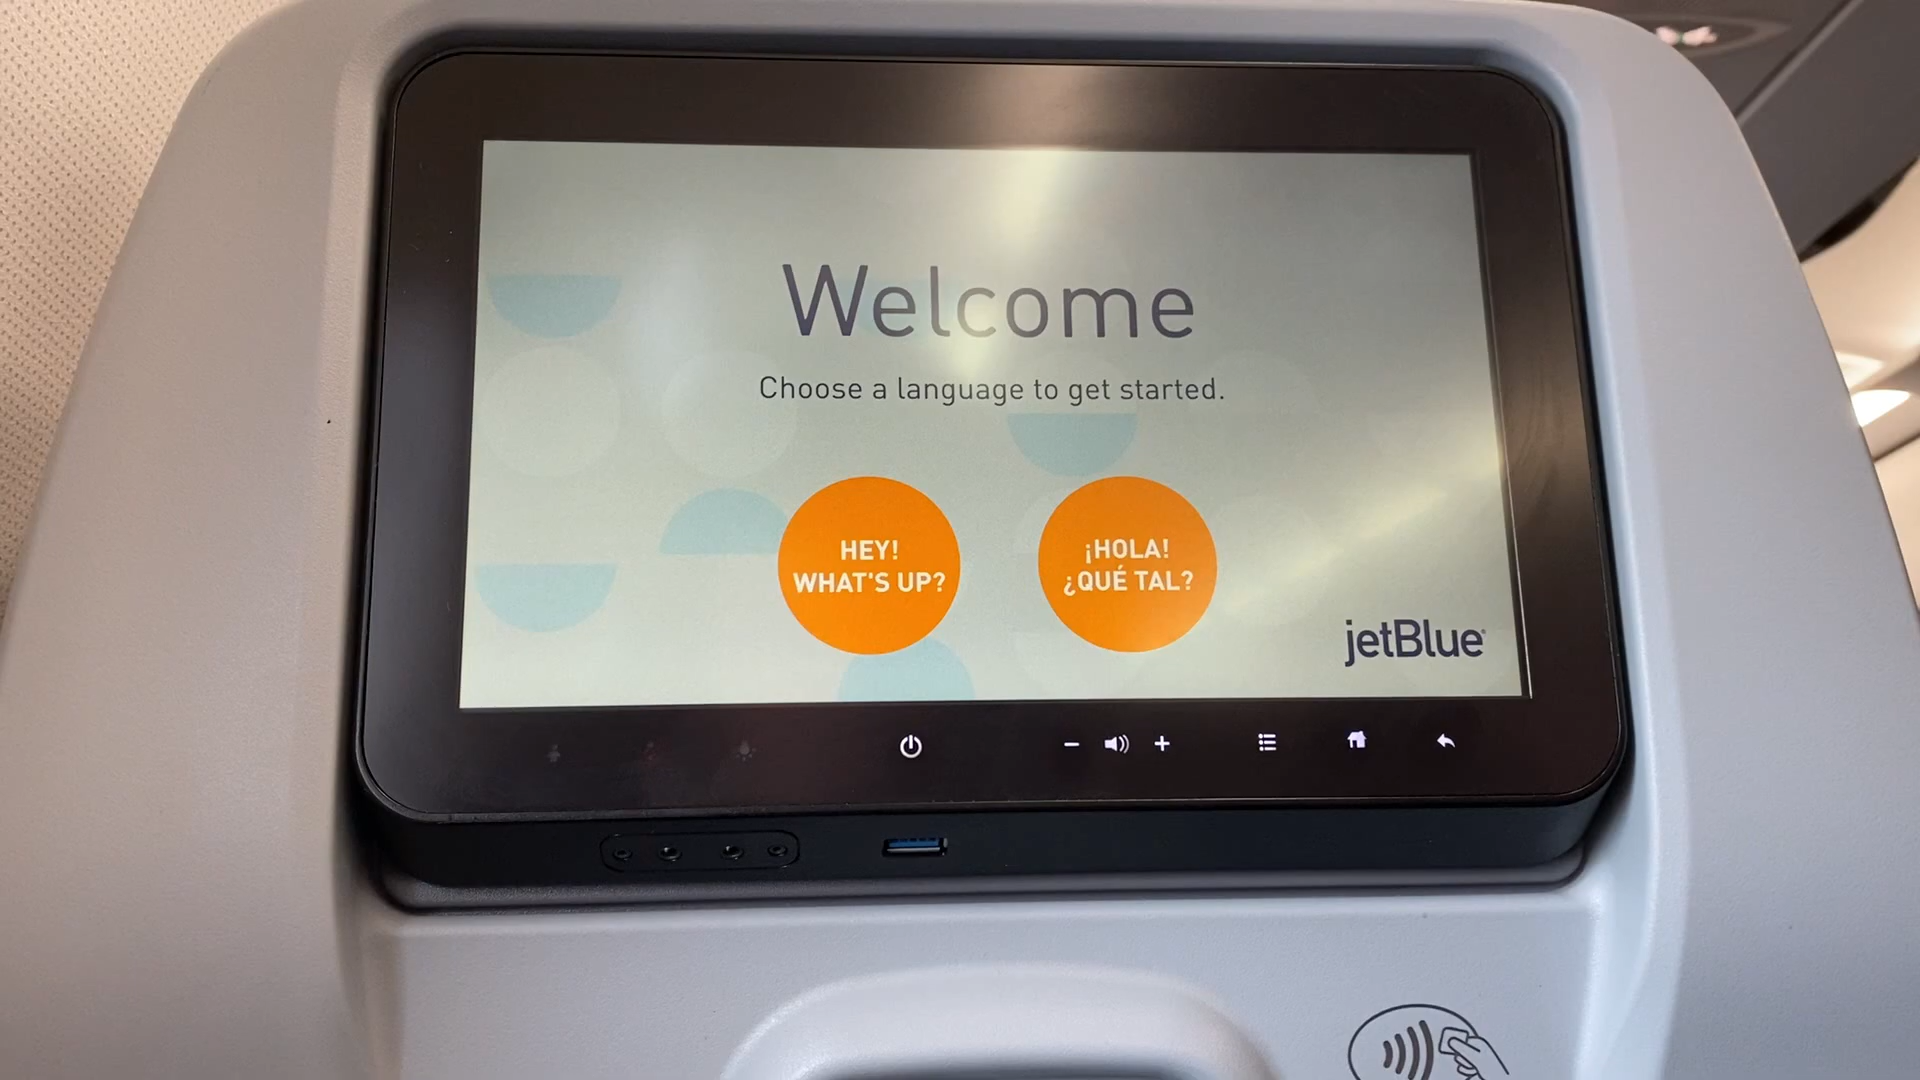 Welcome
Choose a language to get started.
HEY!
WHAT'S UP?
¡HOLA!
¿QUÉ TAL?
jetBlue